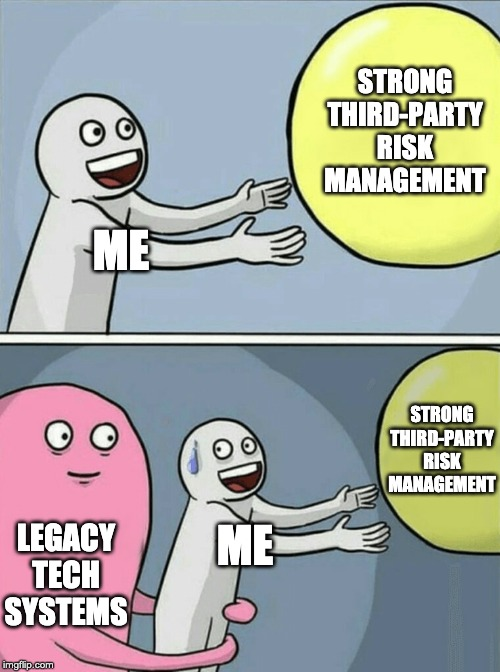 STRONG
THIRD-PARTY
RISK
MANAGEMENT
ME
STRONG
THIRD-PARTY
RISK
MANAGEMENT
LEGACY
TECH
SYSTEMS
ME
imgflip.com